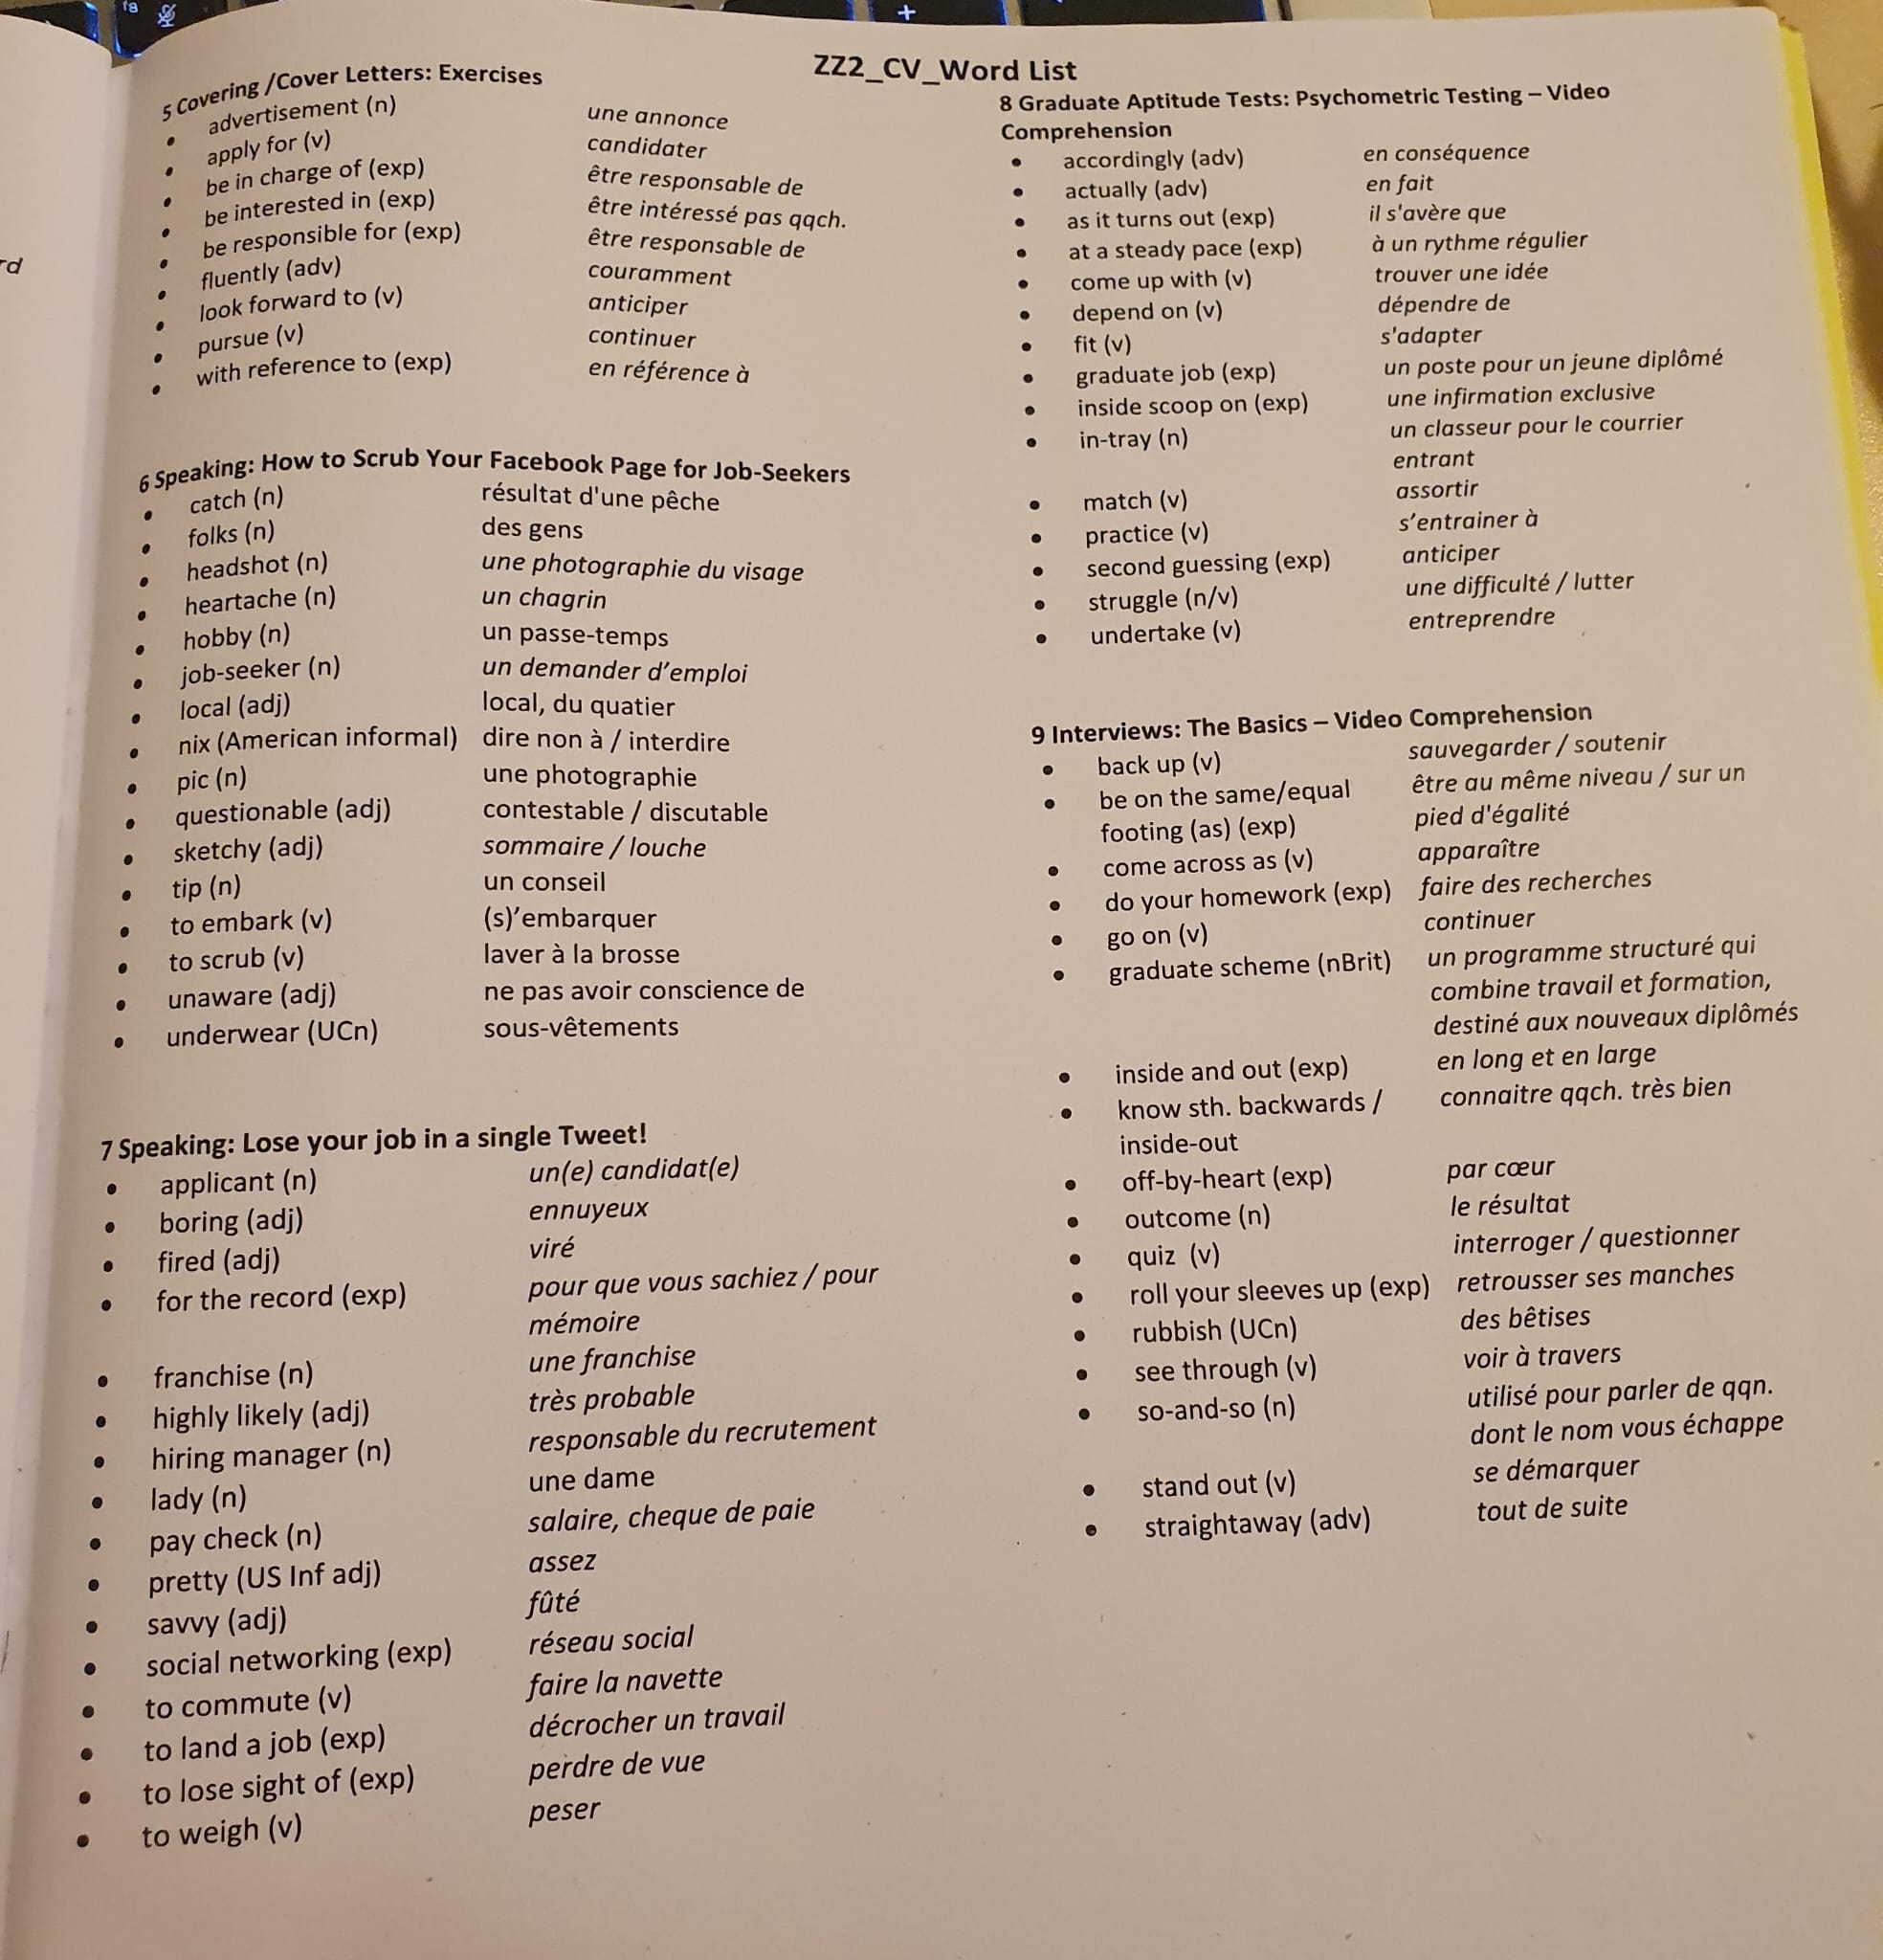 ZZ2_CV_Word List
5 Covering /Cover Letters: Exercises
• advertisement (n) une annonce
• apply for (v) candidater
• be in charge of (exp) être responsable de
• be interested in (exp) être intéressé pas qqch.
• be responsible for (exp) être responsable de
• fluently (adv) couramment
• look forward to (v) anticiper
• pursue (v) continuer
• with reference to (exp) en référence à
6 Speaking: How to Scrub Your Facebook Page for Job-Seekers
• catch (n) résultat d'une pêche
• folks (n) des gens
• headshot (n) une photographie du visage
• heartache (n) un chagrin
• hobby (n) un passe-temps
• job-seeker (n) un demander d’emploi
• local (adj) local, du quatier
• nix (American informal) dire non à / interdire
• pic (n) une photographie
• questionable (adj) contestable / discutable
• sketchy (adj) sommaire / louche
• tip (n) un conseil
• to embark (v) (s)’embarquer
• to scrub (v) laver à la brosse
• unaware (adj) ne pas avoir conscience de
• underwear (UCn) sous-vêtements
7 Speaking: Lose your job in a single Tweet!
• applicant (n) un(e) candidat(e)
• boring (adj) ennuyeux
• fired (adj) viré
• for the record (exp) pour que vous sachiez / pour
mémoire
• franchise (n) une franchise
• highly likely (adj) très probable
• hiring manager (n) responsable du recrutement
• lady (n) une dame
• pay check (n) salaire, cheque de paie
• pretty (US Inf adj) assez
• savvy (adj) fûté
• social networking (exp) réseau social
• to commute (v) faire la navette
• to land a job (exp) décrocher un travail
• to lose sight of (exp) perdre de vue
• to weigh (v) peser
8 Graduate Aptitude Tests: Psychometric Testing – Video
Comprehension
• accordingly (adv) en conséquence
• actually (adv) en fait
• as it turns out (exp) il s'avère que
• at a steady pace (exp) à un rythme régulier
• come up with (v) trouver une idée
• depend on (v) dépendre de
• fit (v) s'adapter
• graduate job (exp) un poste pour un jeune diplômé
• inside scoop on (exp) une infirmation exclusive
• in-tray (n) un classeur pour le courrier
entrant
• match (v) assortir
• practice (v) s’entrainer à
• second guessing (exp) anticiper
• struggle (n/v) une difficulté / lutter
• undertake (v) entreprendre
9 Interviews: The Basics – Video Comprehension
• back up (v) sauvegarder / soutenir
• be on the same/equal être au même niveau / sur un
footing (as) (exp) pied d'égalité
• come across as (v) apparaître
• do your homework (exp) faire des recherches
• go on (v) continuer
• graduate scheme (nBrit) un programme structuré qui
combine travail et formation,
destiné aux nouveaux diplômés
• inside and out (exp) en long et en large
• know sth. backwards / connaitre qqch. très bien
inside-out
• off-by-heart (exp) par cœur
• outcome (n) le résultat
• quiz (v) interroger / questionner
• roll your sleeves up (exp) retrousser ses manches
• rubbish (UCn) des bêtises
• see through (v) voir à travers
• so-and-so (n) utilisé pour parler de qqn.
dont le nom vous échappe
• stand out (v) se démarquer
• straightaway (adv) tout de suite